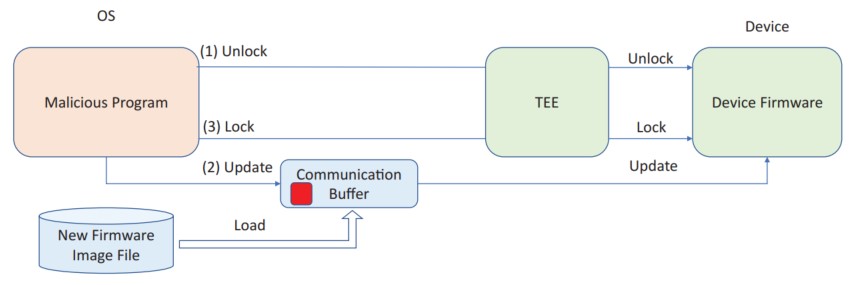 OS
Device
(1) Unlock
Unlock
Malicious Program
TEE
Device Firmware
(3) Lock
Lock
(2) Update
Communication
Buffer
Update
Load
New Firmware
Image File